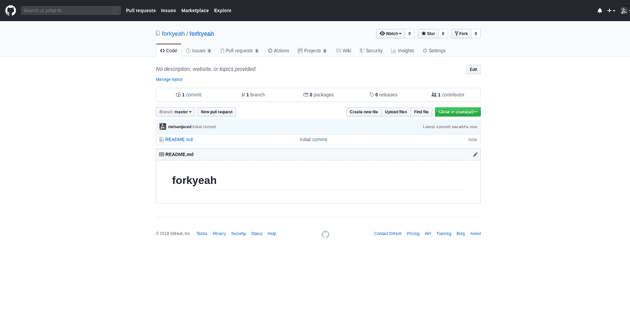 Search or jump to...
Pull requests Issues Marketplace Explore
forkyeah / forkyeah
Watch 0 Star 0 Fork 0
Code Issues 0 Pull requests 0 Actions Projects 0 Wiki Security Insights Settings
No description, website, or topics provided. Edit
Manage topics
1 commit 1 branch 0 packages 0 releases 1 contributor
Branch: master New pull request Create new file Upload files Find file Clone or download
Initial commit Latest commit now
README.md Initial commit now
README.md
forkyeah
© 2019 GitHub, Inc. Terms Privacy Security Status Help Contact GitHub Pricing API Training Blog About